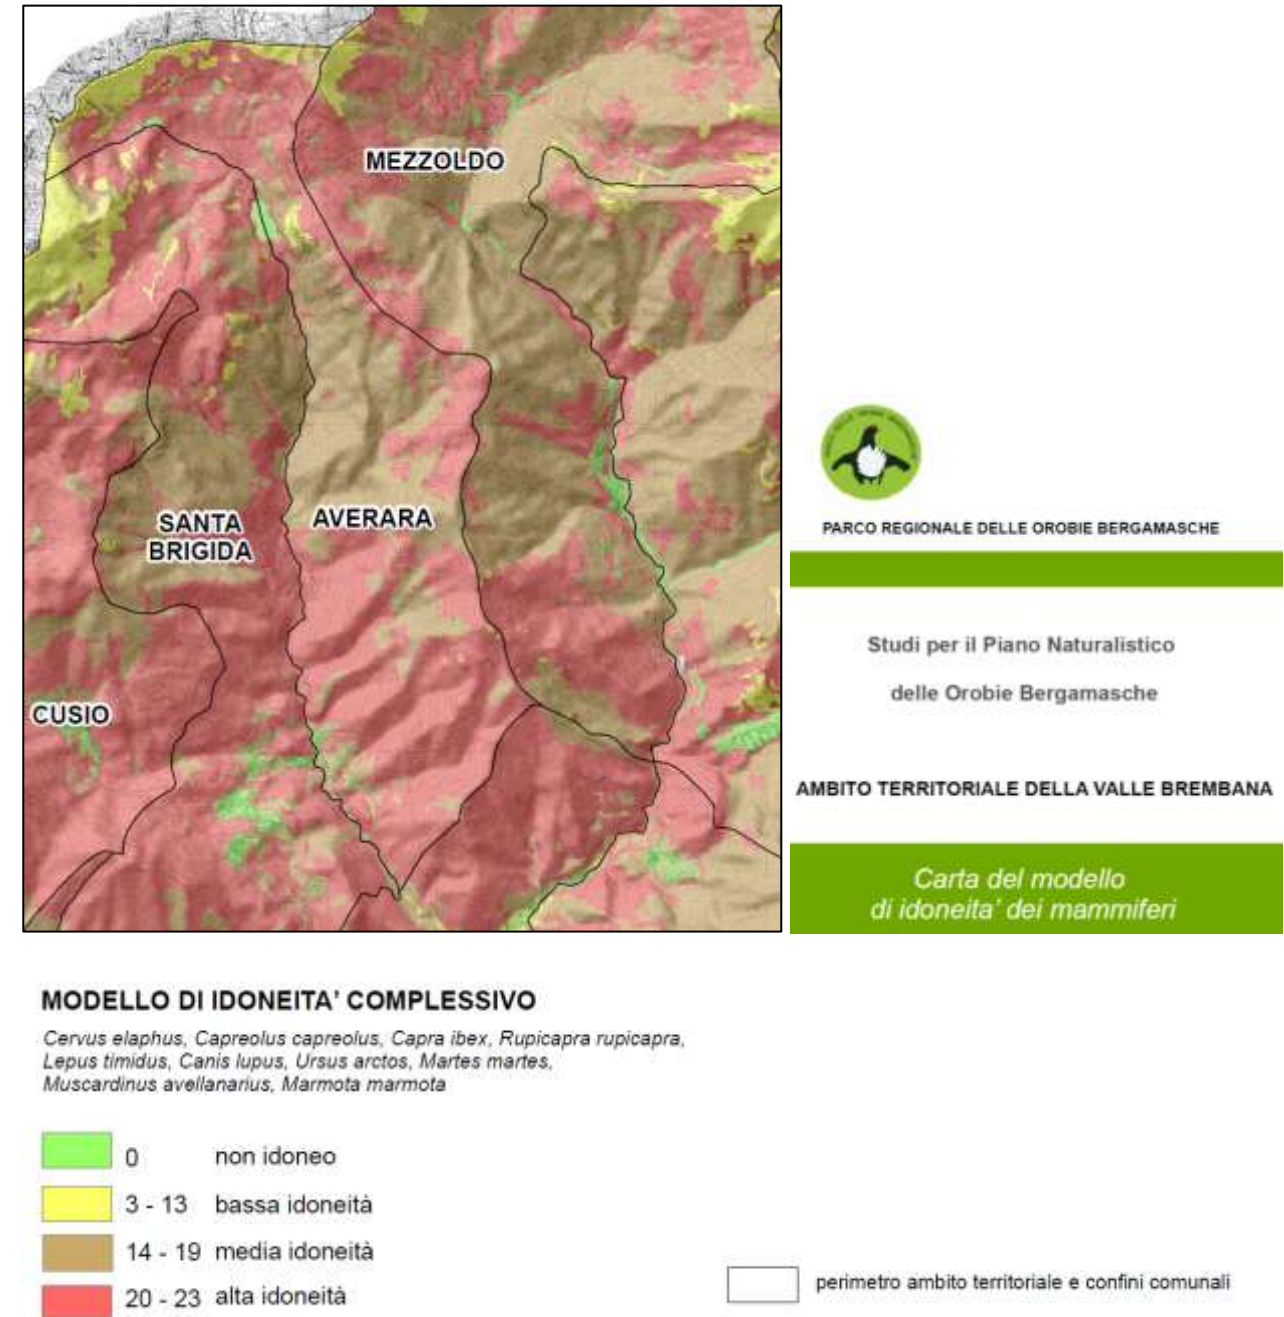 MEZZOLDO
SANTA
BRIGIDA
AVERARA
CUSIO
PARCO REGIONALE DELLE OROBIE BERGAMASCHE
Studi per il Piano Naturalistico
delle Orobie Bergamasche
AMBITO TERRITORIALE DELLA VALLE BREMBANA
Carta del modello
di idoneita' dei mammiferi
MODELLO DI IDONEITA' COMPLESSIVO
Cervus elaphus, Capreolus capreolus, Capra ibex, Rupicapra rupicapra,
Lepus timidus, Canis lupus, Ursus arctos, Martes martes,
Muscardinus avellanarius, Marmota marmota
0 non idoneo
3 - 13 bassa idoneità
14 - 19 media idoneità
20 - 23 alta idoneità
perimetro ambito territoriale e confini comunali